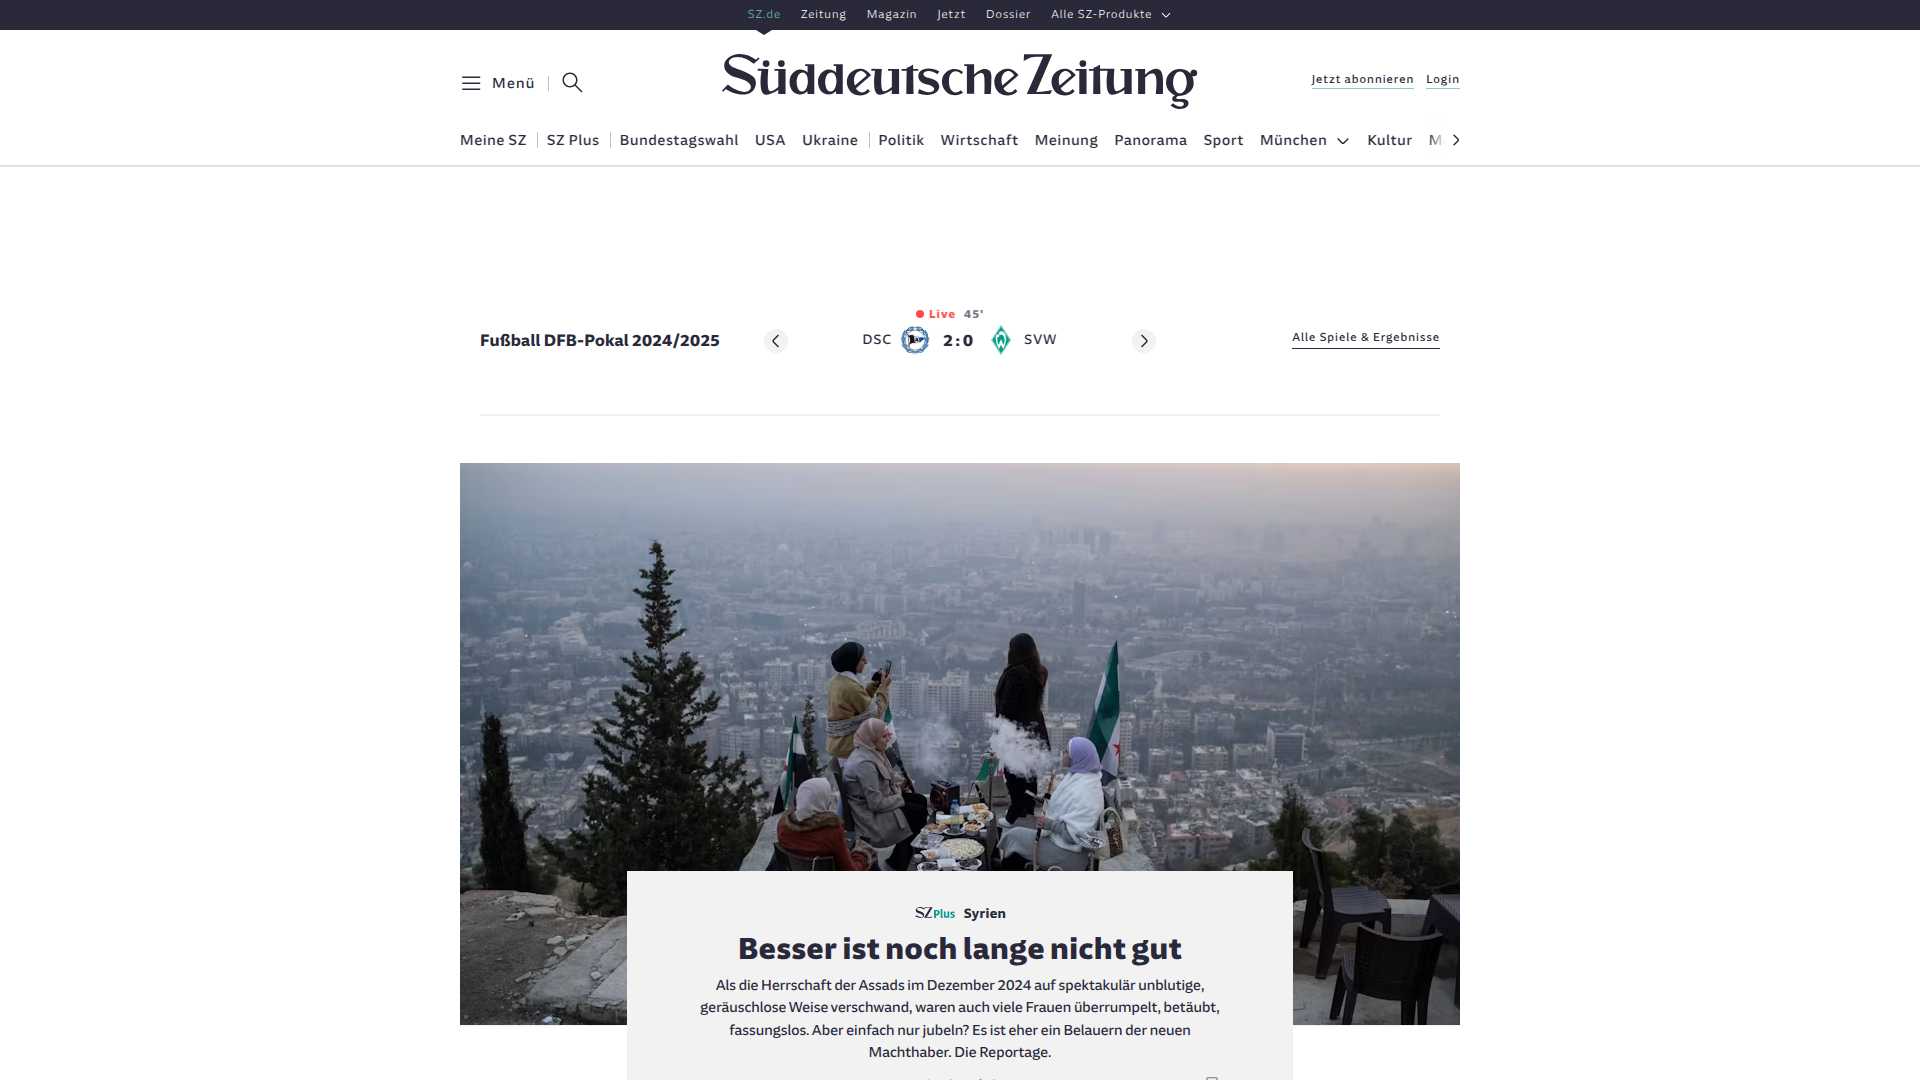 SZ.de Zeitung Magazin Jetzt Dossier Alle SZ-Produkte
Menü
Süddeutsche Zeitung
Jetzt abonnieren Login
Meine SZ SZ Plus Bundestagswahl USA Ukraine Politik Wirtschaft Meinung Panorama Sport München Kultur M
Live 45'
Fußball DFB-Pokal 2024/2025
DSC 2:0 SVW
Alle Spiele & Ergebnisse
SZ Plus Syrien
Besser ist noch lange nicht gut
Als die Herrschaft der Assads im Dezember 2024 auf spektakulär unblutige,
geräuschlose Weise verschwand, waren auch viele Frauen überrumpelt, betäubt,
fassungslos. Aber einfach nur jubeln? Es ist eher ein Belauern der neuen
Machthaber. Die Reportage.